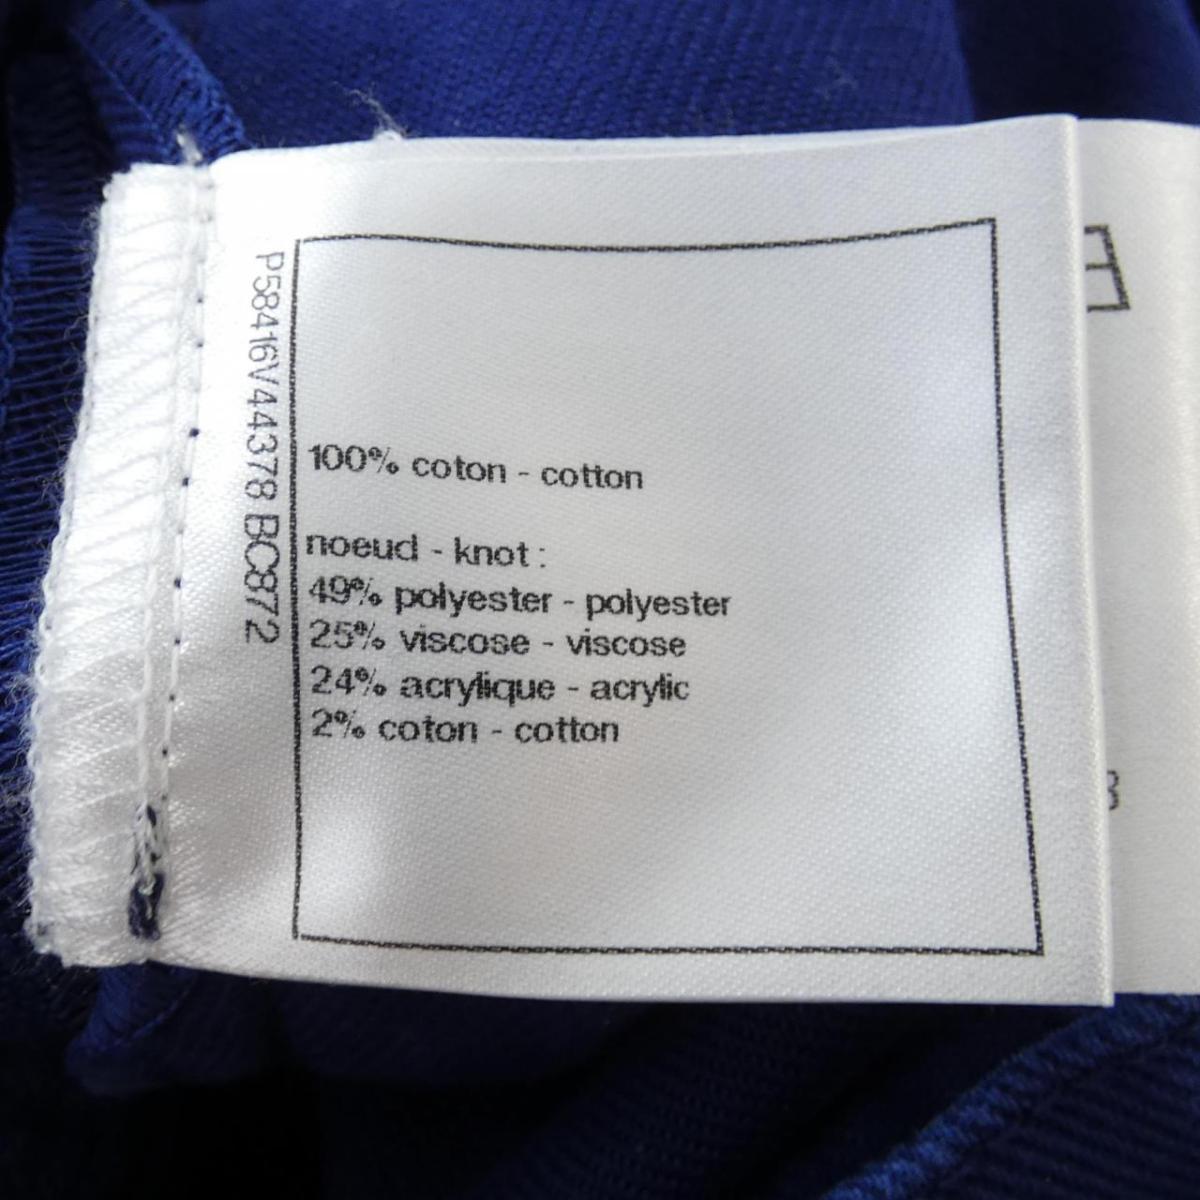 P58416V44378 BC872
100% coton - cotton
noeud - knot :
49% polyester - polyester
25% viscose - viscose
24% acrylique - acrylic
2% coton - cotton